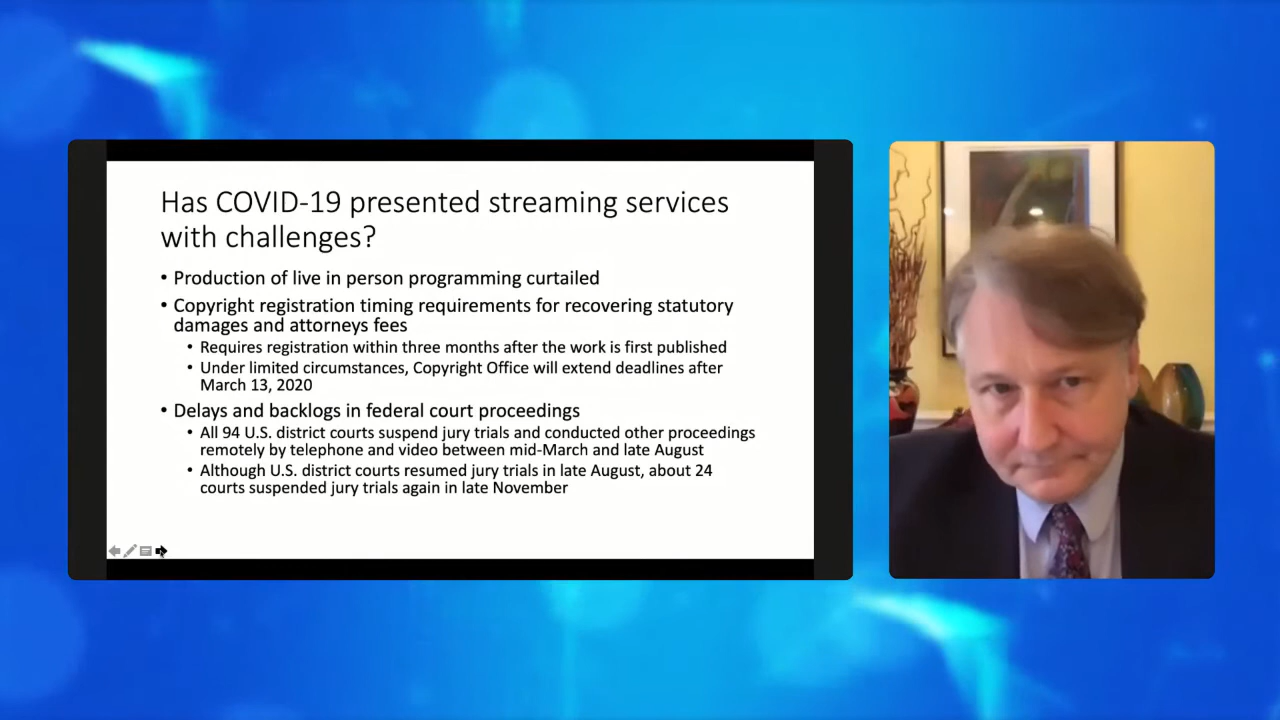 Has COVID-19 presented streaming services
with challenges?
• Production of live in person programming curtailed
• Copyright registration timing requirements for recovering statutory
damages and attorneys fees
• Requires registration within three months after the work is first published
• Under limited circumstances, Copyright Office will extend deadlines after
March 13, 2020
• Delays and backlogs in federal court proceedings
• All 94 U.S. district courts suspend jury trials and conducted other proceedings
remotely by telephone and video between mid-March and late August
• Although U.S. district courts resumed jury trials in late August, about 24
courts suspended jury trials again in late November